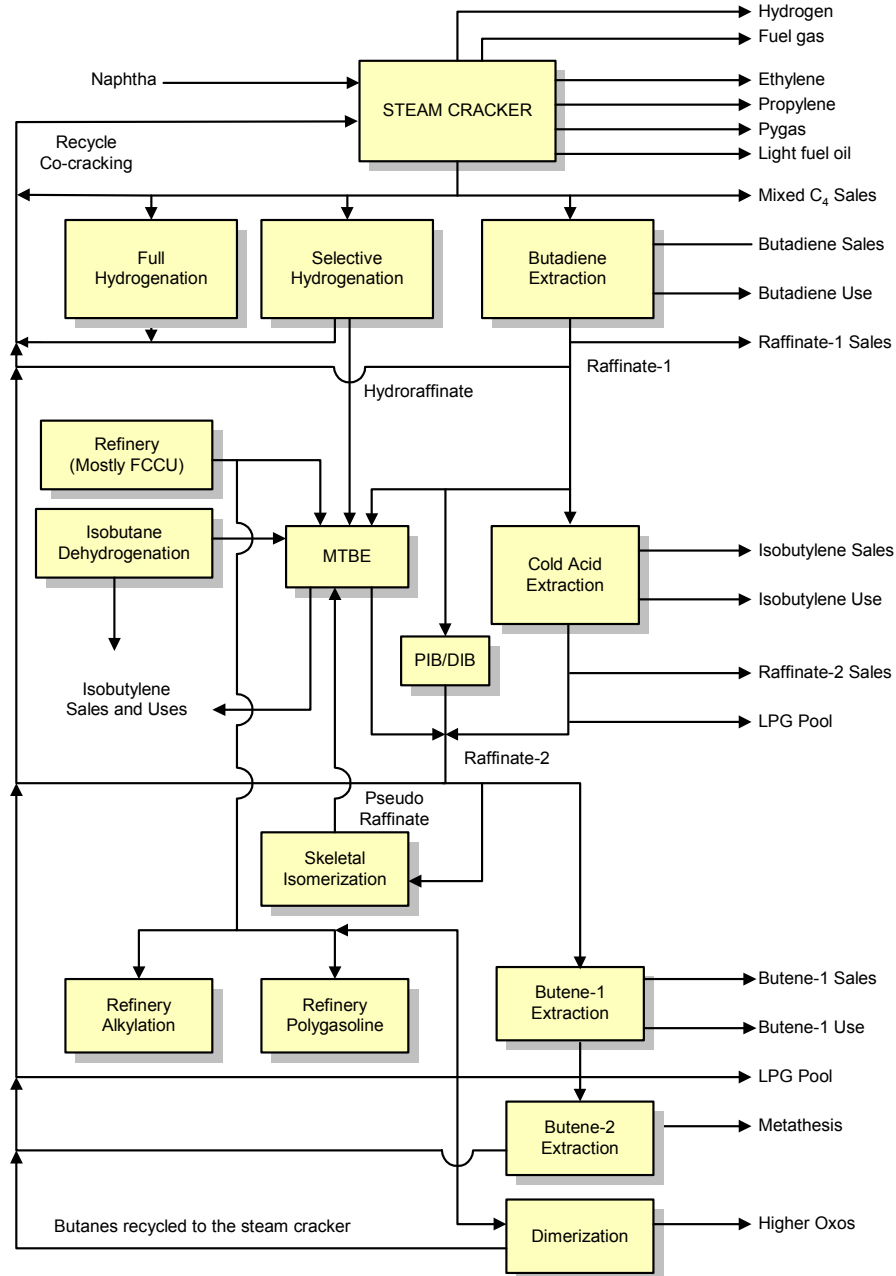 Hydrogen
Fuel gas
Naphtha
STEAM CRACKER
Ethylene
Propylene
Pygas
Light fuel oil
Recycle
Co-cracking
Mixed C4 Sales
Full
Hydrogenation
Selective
Hydrogenation
Butadiene
Extraction
Butadiene Sales
Butadiene Use
Raffinate-1 Sales
Raffinate-1
Hydroraffinate
Refinery
(Mostly FCCU)
Isobutane
Dehydrogenation
MTBE
Cold Acid
Extraction
Isobutylene Sales
Isobutylene Use
PIB/DIB
Raffinate-2 Sales
Isobutylene
Sales and Uses
LPG Pool
Raffinate-2
Pseudo
Raffinate
Skeletal
Isomerization
Refinery
Alkylation
Refinery
Polygasoline
Butene-1
Extraction
Butene-1 Sales
Butene-1 Use
LPG Pool
Butene-2
Extraction
Metathesis
Butanes recycled to the steam cracker
Dimerization
Higher Oxos